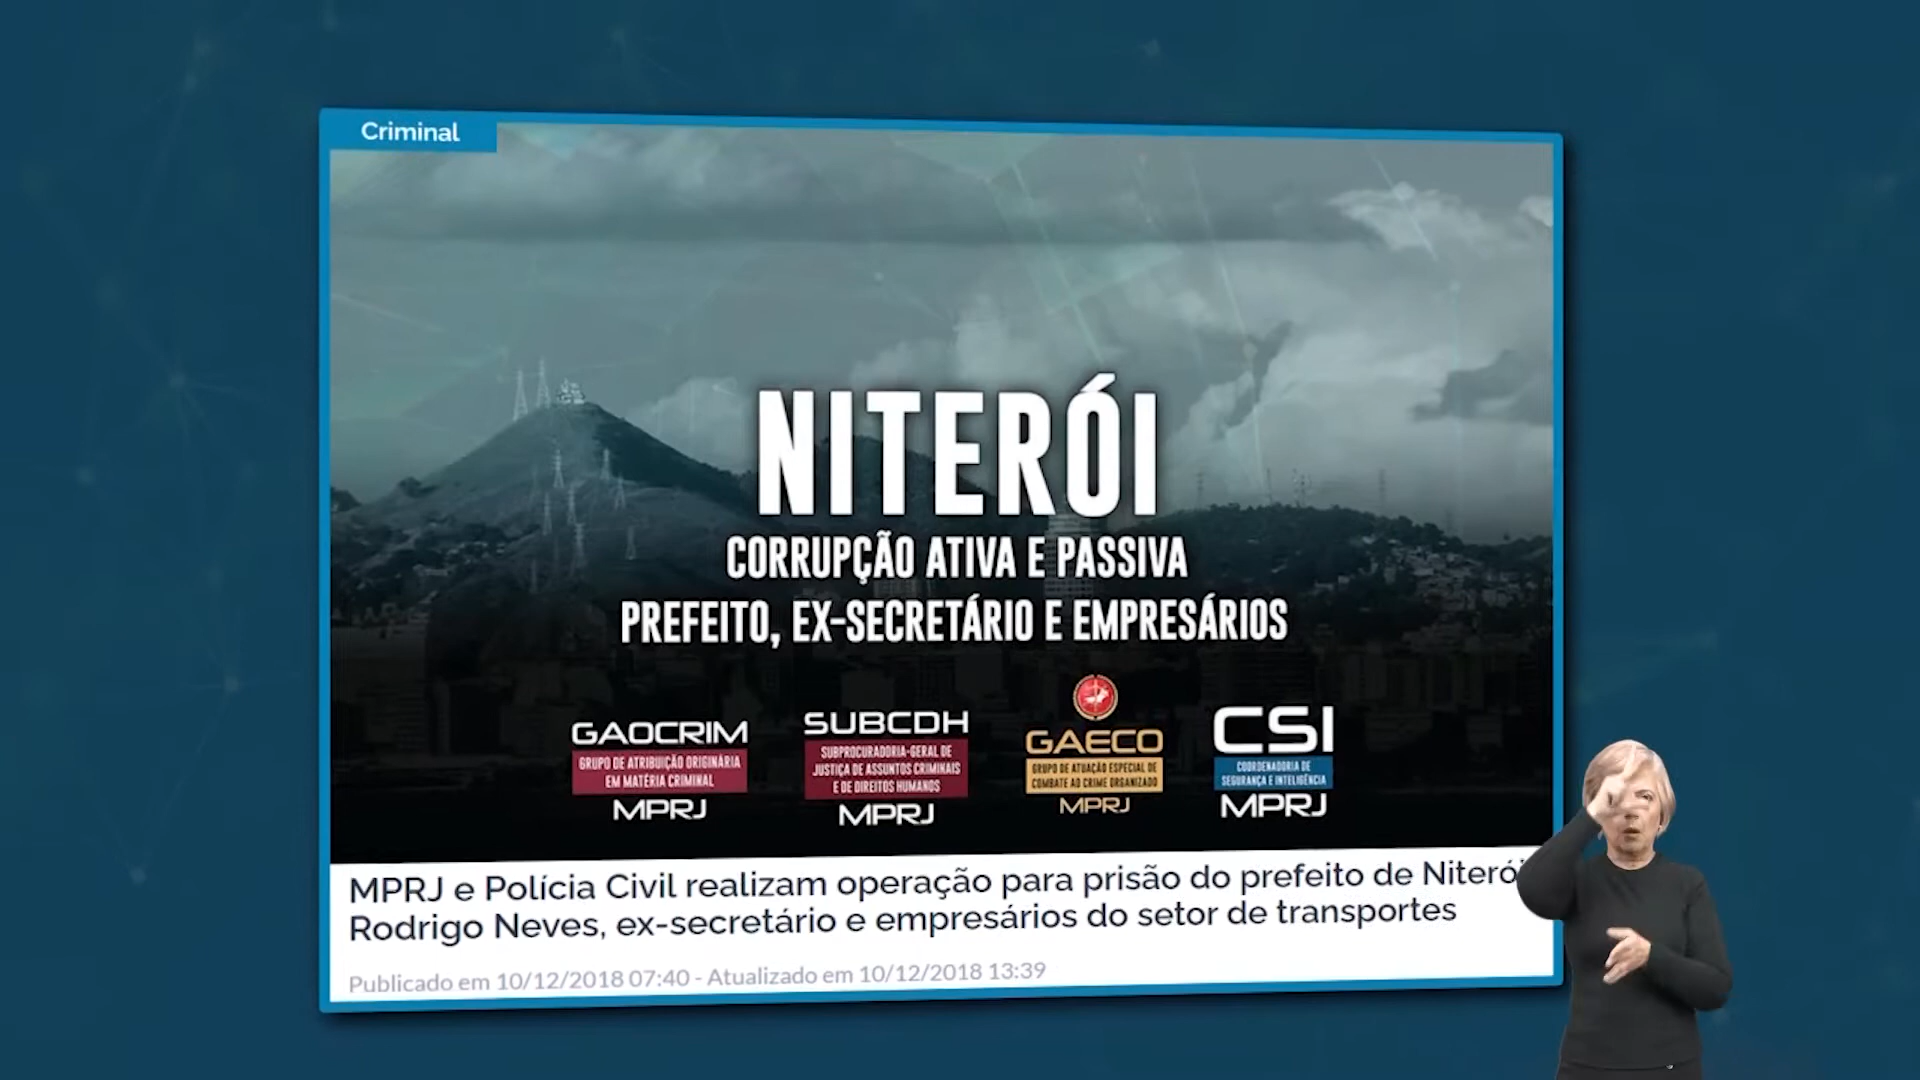 Criminal
NITERÓI
CORRUPÇÃO ATIVA E PASSIVA
PREFEITO, EX-SECRETÁRIO E EMPRESÁRIOS
GAOCRIM
GRUPO DE ATRIBUIÇÃO ORIGINÁRIA
EM MATÉRIA CRIMINAL
MPRJ
SUBCDH
SUBPROCURADORIA-GERAL DE
JUSTIÇA DE ASSUNTOS CRIMINAIS
E DE DIREITOS HUMANOS
MPRJ
GAECO
GRUPO DE ATUAÇÃO ESPECIAL DE
COMBATE AO CRIME ORGANIZADO
MPRJ
CSI
COORDENADORIA DE
SEGURANÇA E INTELIGÊNCIA
MPRJ
MPRJ e Polícia Civil realizam operação para prisão do prefeito de Niterói
Rodrigo Neves, ex-secretário e empresários do setor de transportes
Publicado em 10/12/2018 07:40 - Atualizado em 10/12/2018 13:39